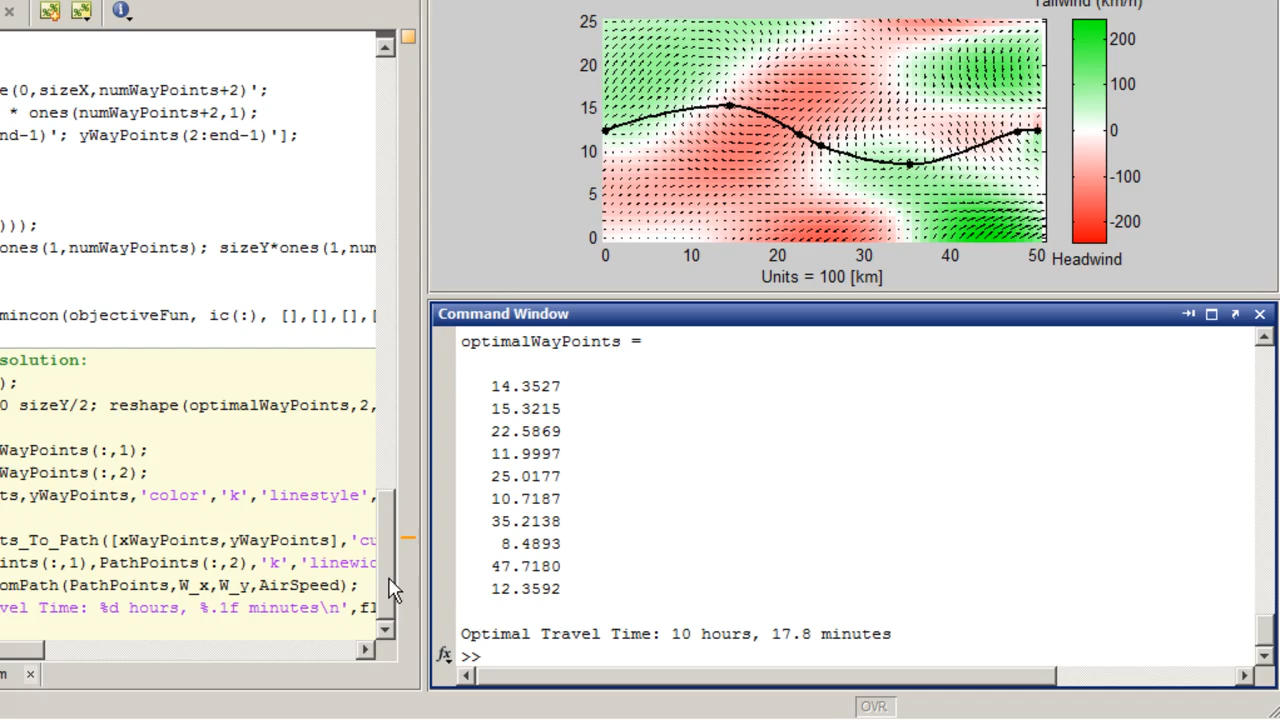 e(0,sizeX,numWayPoints+2)';
* ones(numWayPoints+2,1);
nd-1)'; yWayPoints(2:end-1)'];
)));
ones(1,numWayPoints); sizeY*ones(1,num
mincon(objectiveFun, ic(:), [],[],[],[
solution:
);
0 sizeY/2; reshape(optimalWayPoints,2,
WayPoints(:,1);
WayPoints(:,2);
ts,yWayPoints,'color','k','linestyle',
ts_To_Path([xWayPoints,yWayPoints],'cu
ints(:,1),PathPoints(:,2),'k','linewid
omPath(PathPoints,W_x,W_y,AirSpeed);
vel Time: %d hours, %.1f minutes\n',fl
m
Tailwind (km/h)
25
20
15
10
5
0
0 10 20 30 40 50
Units = 100 [km]
200
100
0
-100
-200
Headwind
Command Window
optimalWayPoints =
14.3527
15.3215
22.5869
11.9997
25.0177
10.7187
35.2138
8.4893
47.7180
12.3592
Optimal Travel Time: 10 hours, 17.8 minutes
fx >>
OVR